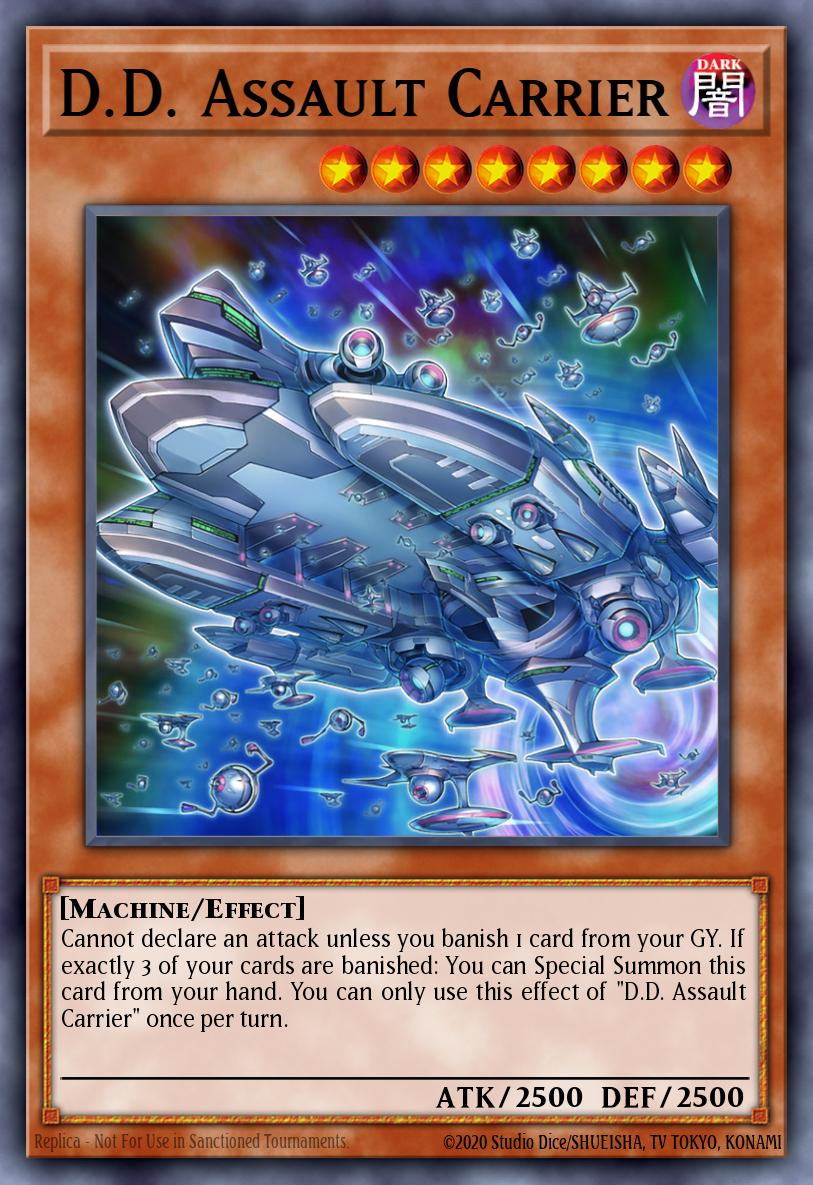 D.D. Assault Carrier
DARK
闇
[Machine/Effect]
Cannot declare an attack unless you banish 1 card from your GY. If
exactly 3 of your cards are banished: You can Special Summon this
card from your hand. You can only use this effect of "D.D. Assault
Carrier" once per turn.
ATK/2500 DEF/2500
Replica - Not For Use in Sanctioned Tournaments.
©2020 Studio Dice/SHUEISHA, TV TOKYO, KONAMI